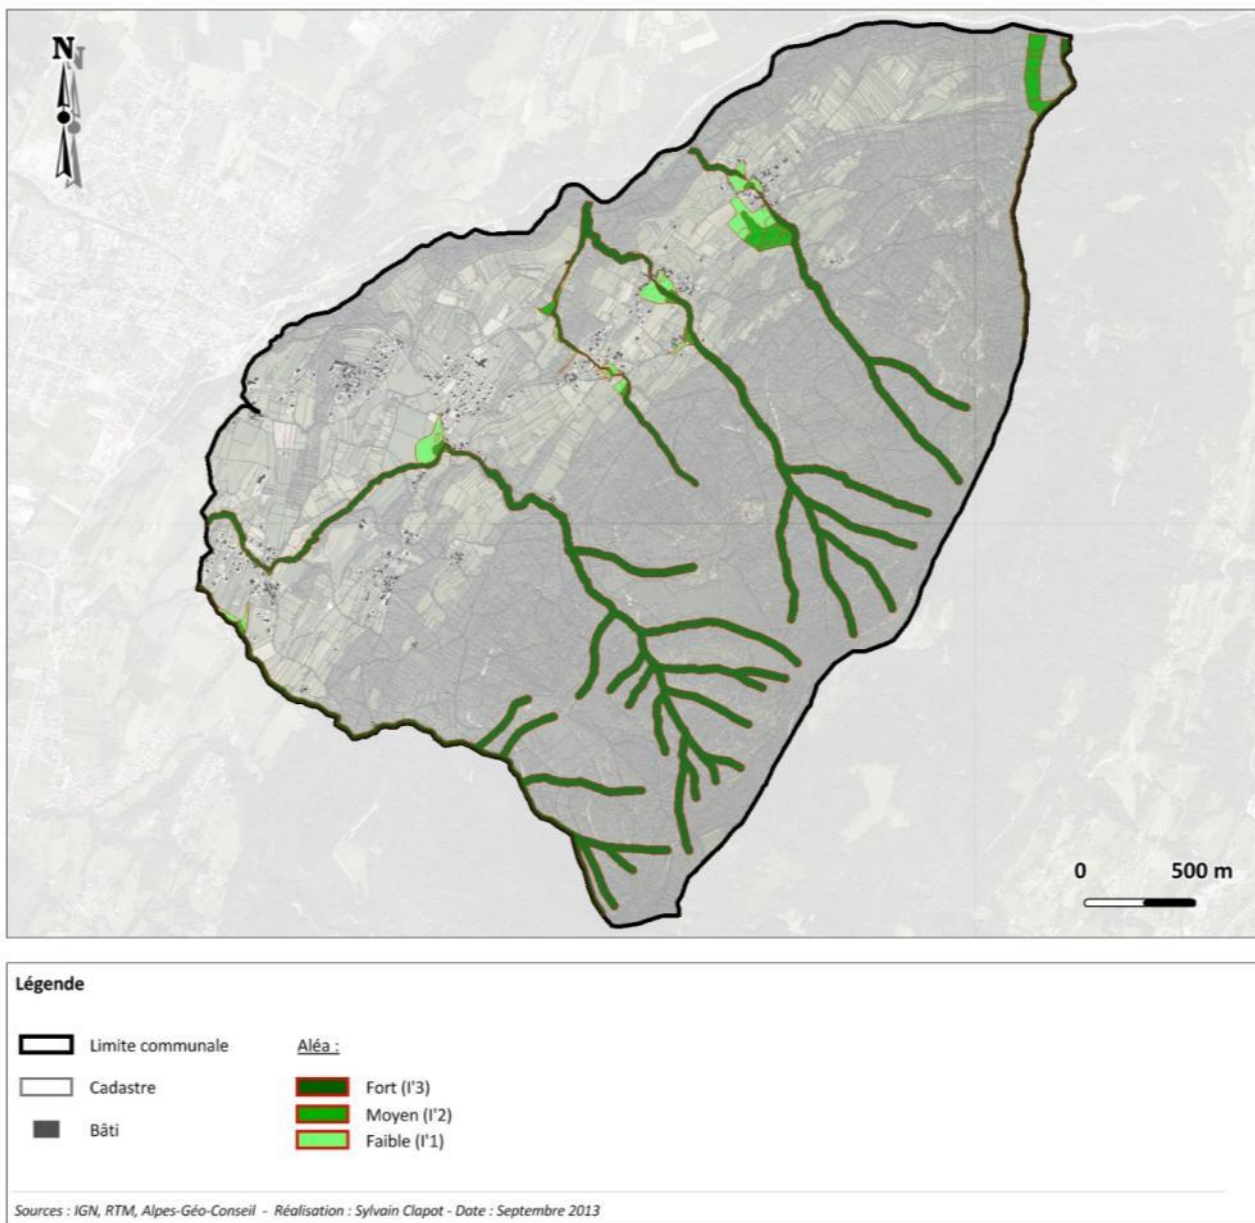 N
0 500 m
Légende
Limite communale
Aléa :
Cadastre
Fort (I'3)
Moyen (I'2)
Bâti
Faible (I'1)
Sources : IGN, RTM, Alpes-Géo-Conseil - Réalisation : Sylvain Clapot - Date : Septembre 2013